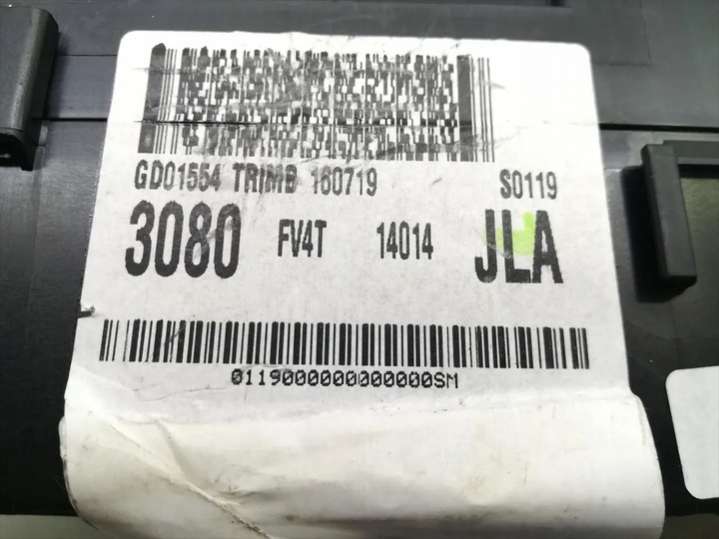 GD01554 TRIMB 160719 S0119
3080 FV4T 14014 JLA
0119000000000000SM